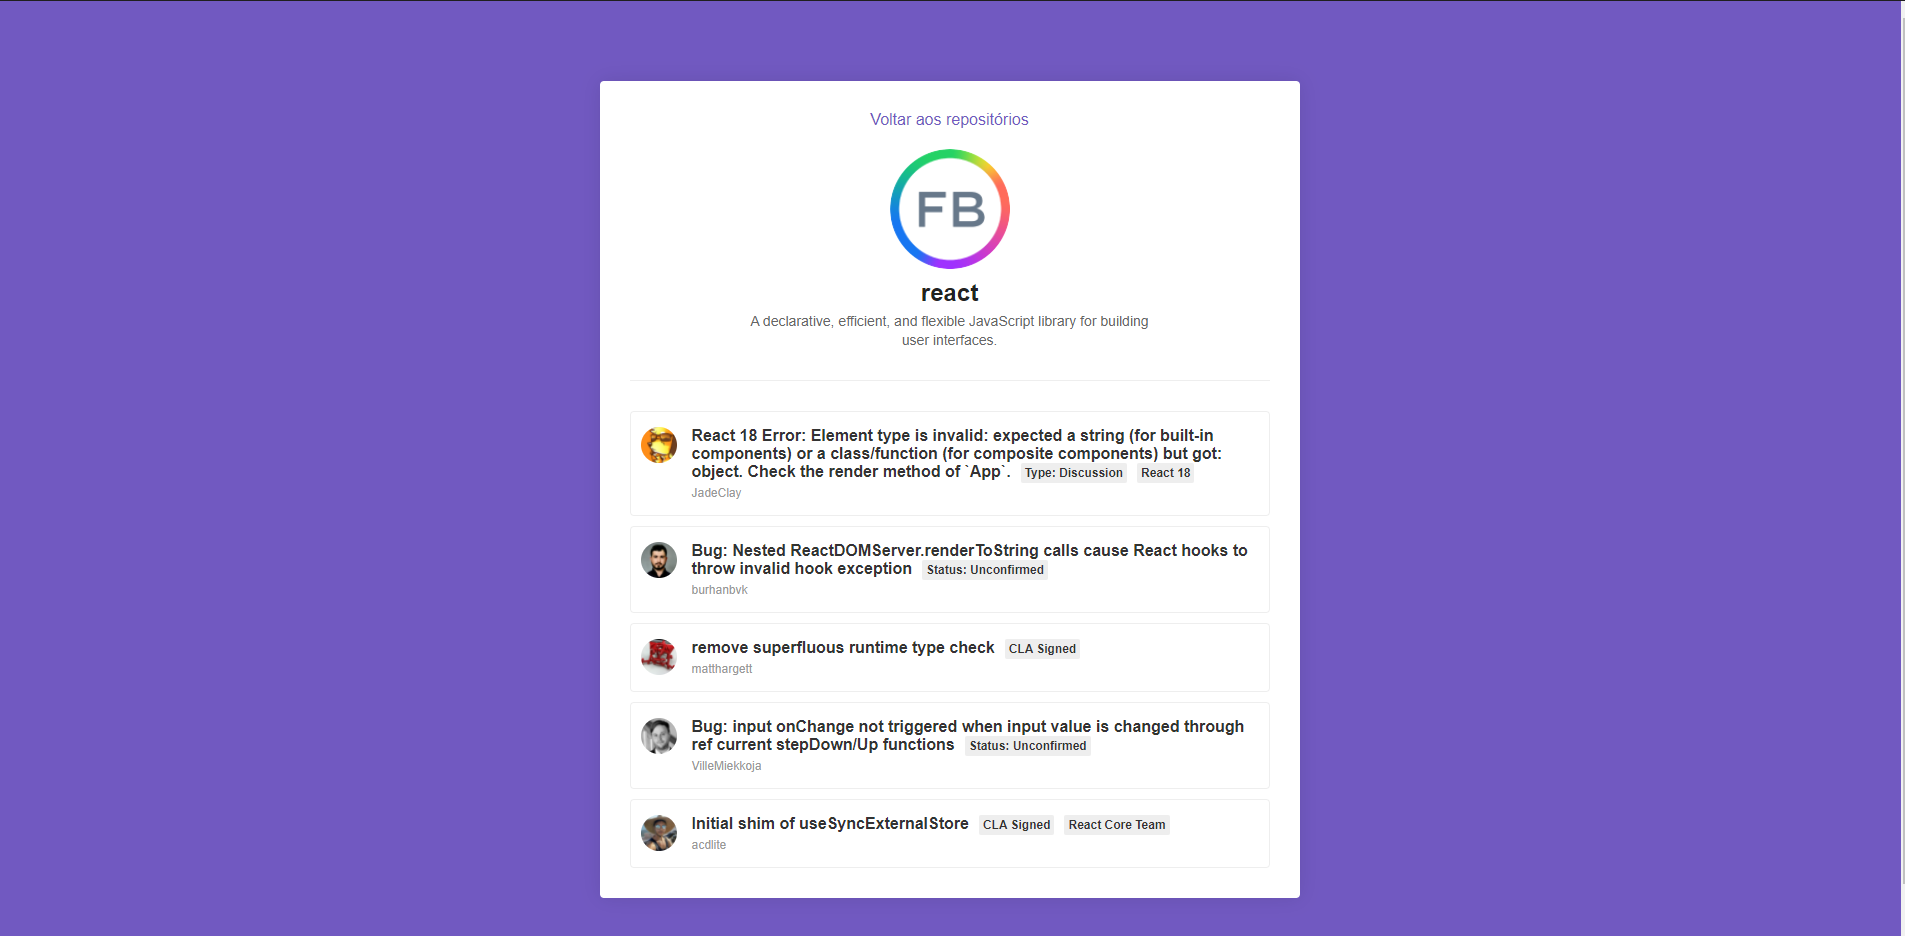 Voltar aos repositórios
FB
react
A declarative, efficient, and flexible JavaScript library for building
user interfaces.
React 18 Error: Element type is invalid: expected a string (for built-in
components) or a class/function (for composite components) but got:
object. Check the render method of `App`. Type: Discussion React 18
JadeClay
Bug: Nested ReactDOMServer.renderToString calls cause React hooks to
throw invalid hook exception Status: Unconfirmed
burhanbvk
remove superfluous runtime type check CLA Signed
matthargett
Bug: input onChange not triggered when input value is changed through
ref current stepDown/Up functions Status: Unconfirmed
VilleMiekkoja
Initial shim of useSyncExternalStore CLA Signed React Core Team
acdlite